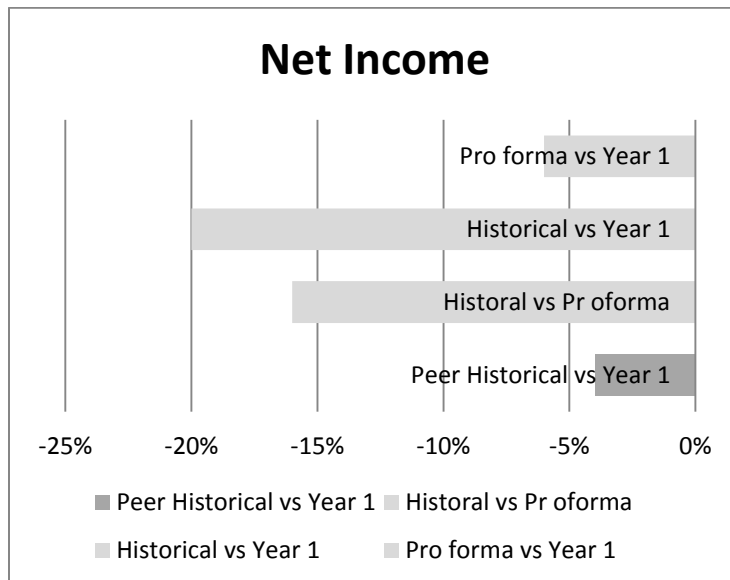 Net Income
Pro forma vs Year 1
Historical vs Year 1
Historal vs Pr oforma
Peer Historical vs Year 1
-25% -20% -15% -10% -5% 0%
Peer Historical vs Year 1 Historal vs Pr oforma
Historical vs Year 1 Pro forma vs Year 1